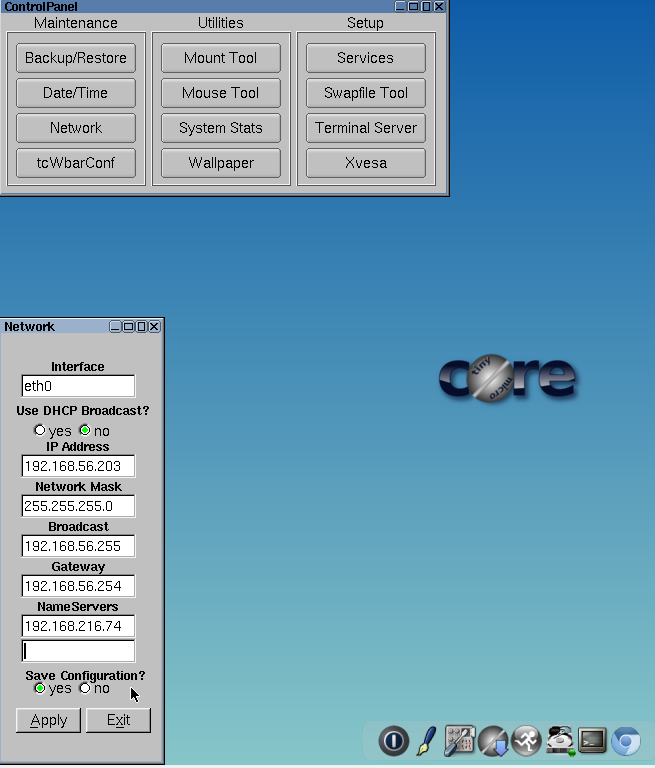 ControlPanel
Maintenance Utilities Setup
Backup/Restore Mount Tool Services
Date/Time Mouse Tool Swapfile Tool
Network System Stats Terminal Server
tcWbarConf Wallpaper Xvesa
Network
Interface
eth0
Use DHCP Broadcast?
yes no
IP Address
192.168.56.203
Network Mask
255.255.255.0
Broadcast
192.168.56.255
Gateway
192.168.56.254
NameServers
192.168.216.74
Save Configuration?
yes no
Apply Exit
core
tiny
micro